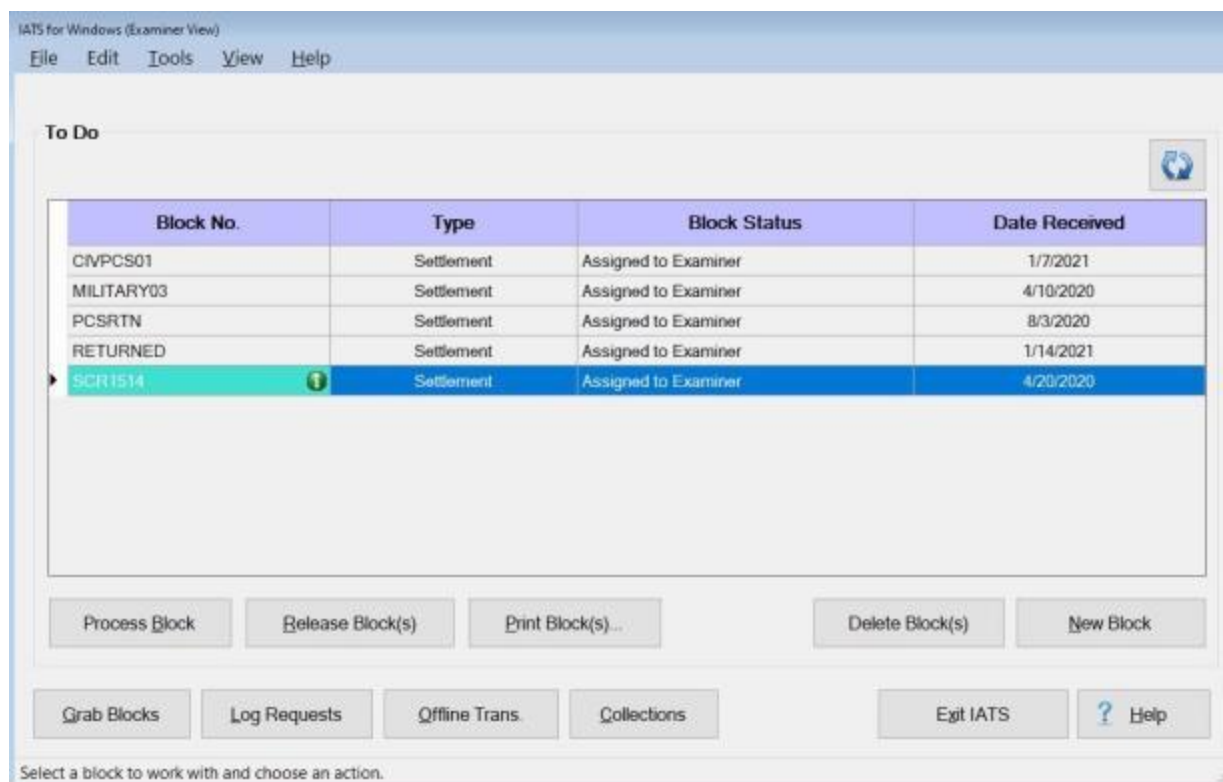 IATS for Windows (Examiner View)
File Edit Tools View Help
To Do
Block No. Type Block Status Date Received
CIVPCS01 Settlement Assigned to Examiner 1/7/2021
MILITARY03 Settlement Assigned to Examiner 4/10/2020
PCSRTN Settlement Assigned to Examiner 8/3/2020
RETURNED Settlement Assigned to Examiner 1/14/2021
SCR1514 Settlement Assigned to Examiner 4/20/2020
Process Block Release Block(s) Print Block(s)... Delete Block(s) New Block
Grab Blocks Log Requests Offline Trans. Collections Exit IATS ? Help
Select a block to work with and choose an action.